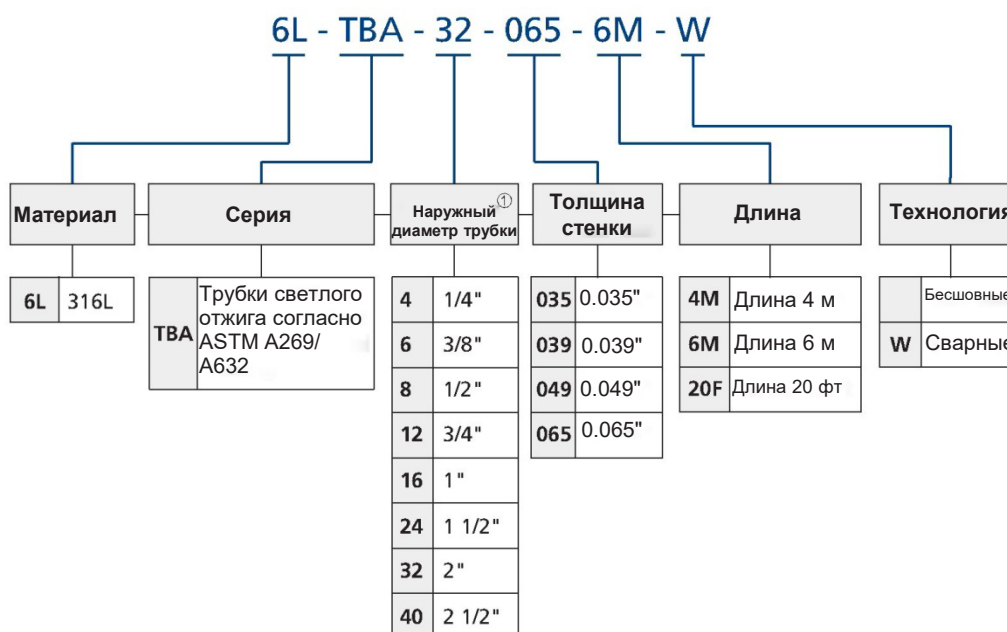 6L - TBA - 32 - 065 - 6M - W
Материал
6L 316L
Серия
TBA
Трубки светлого
отжига согласно
ASTM A269/
A632
Наружный①
диаметр трубки
4 1/4"
6 3/8"
8 1/2"
12 3/4"
16 1"
24 1 1/2"
32 2"
40 2 1/2"
Толщина
стенки
035 0.035"
039 0.039"
049 0.049"
065 0.065"
Длина
4M Длина 4 м
6M Длина 6 м
20F Длина 20 фт
Технология
Бесшовные
W Сварные